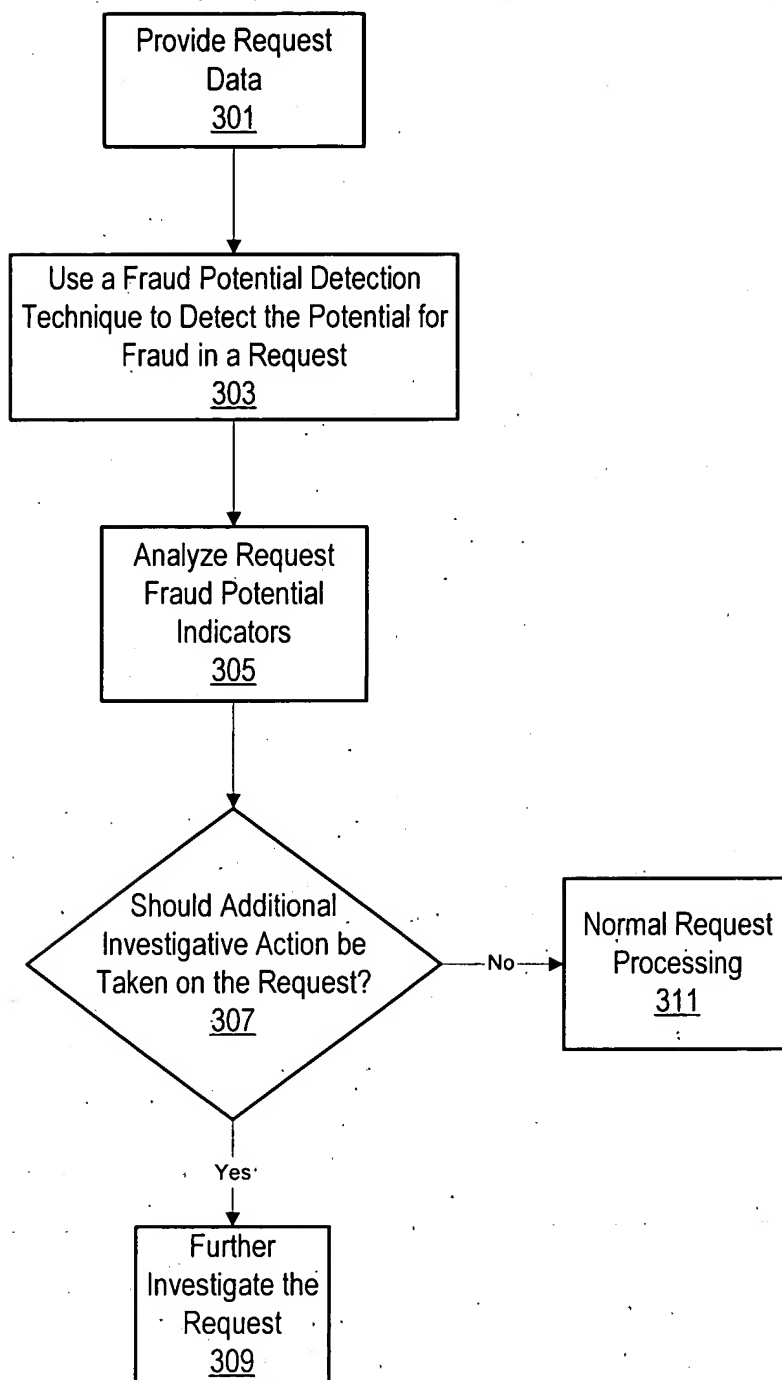 Provide Request
Data
301
Use a Fraud Potential Detection
Technique to Detect the Potential for
Fraud in a Request
303
Analyze Request
Fraud Potential
Indicators
305
Should Additional
Investigative Action be
Taken on the Request?
307
No
Normal Request
Processing
311
Yes
Further
Investigate the
Request
309